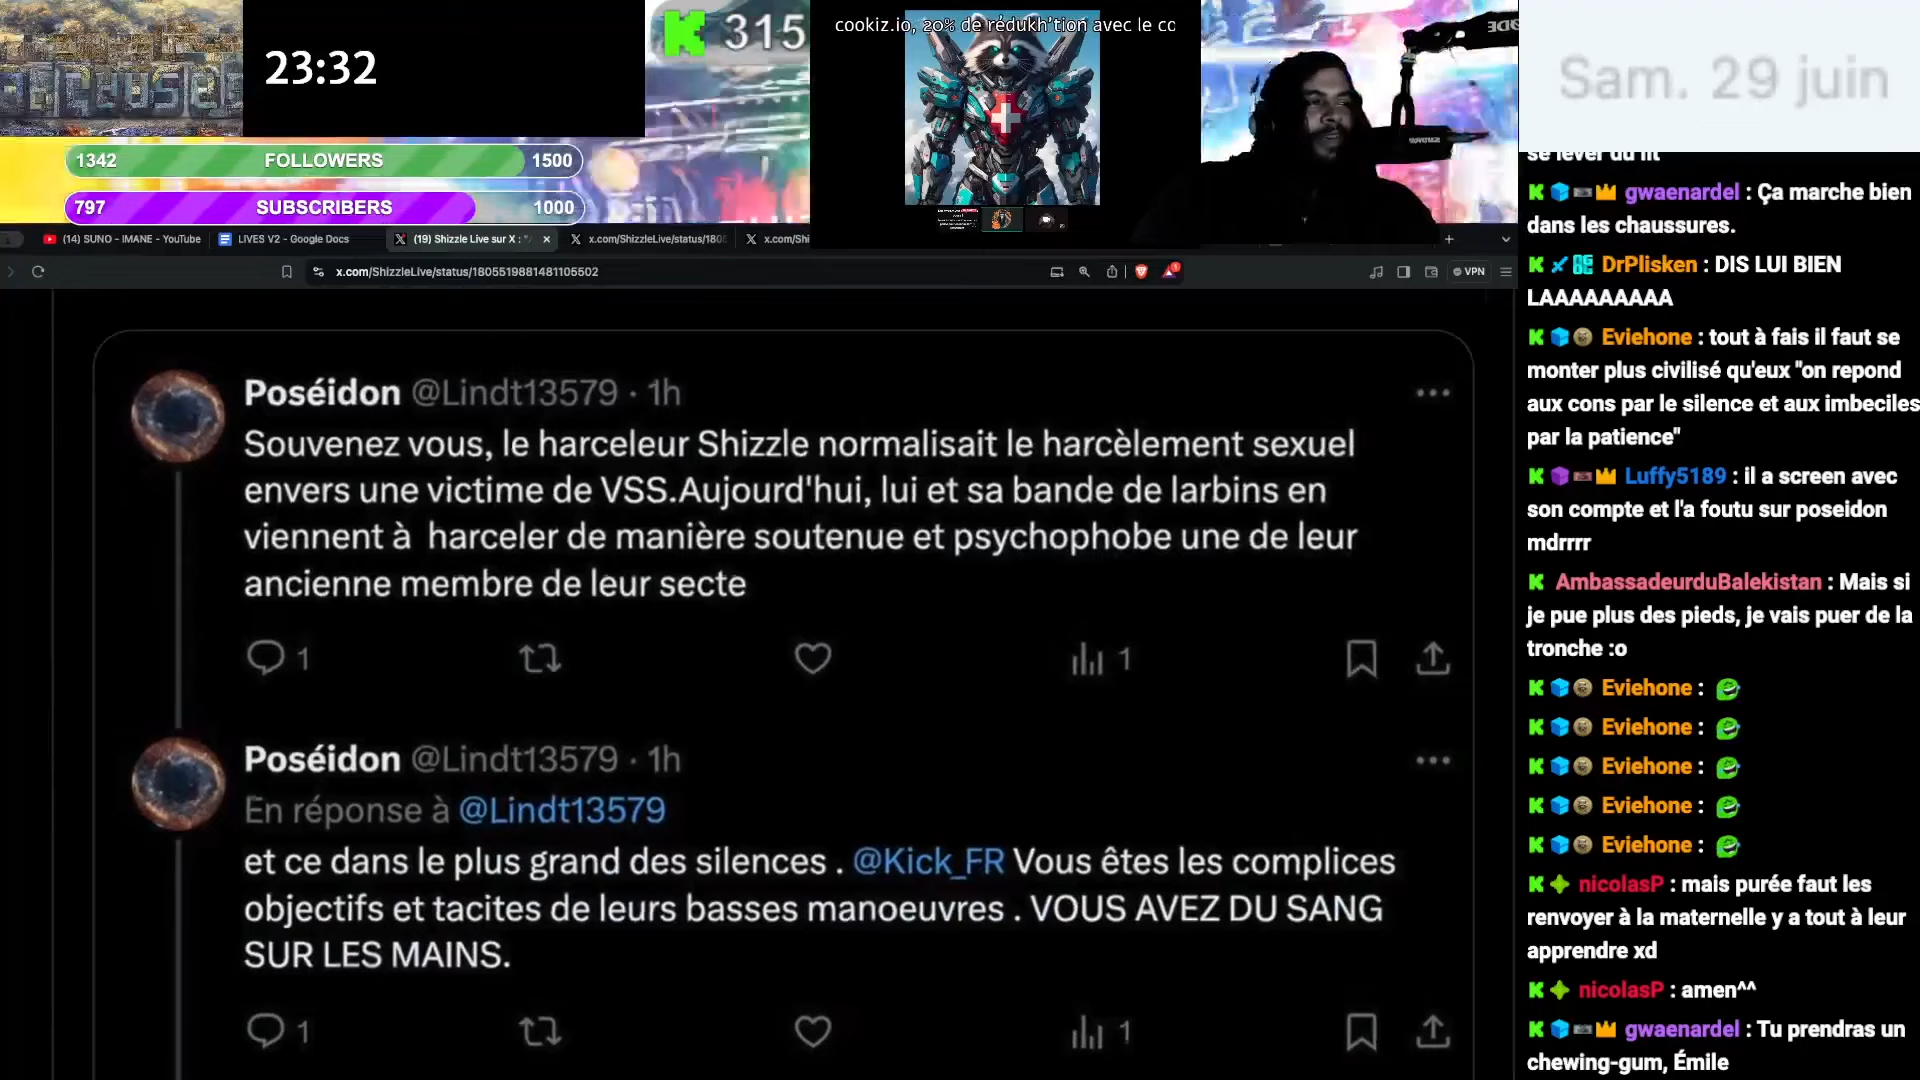 23:32
315
cookiz.io, 20% de rédukh'tion avec le cc
Sam. 29 juin
1342 FOLLOWERS 1500
797 SUBSCRIBERS 1000
(14) SUNO - IMANE - YouTube
LIVES V2 - Google Docs
(19) Shizzle Live sur X : "
x.com/ShizzleLive/status/180
x.com/Shi
x.com/ShizzleLive/status/1805519881481105502
VPN
Poséidon @Lindt13579 · 1h
Souvenez vous, le harceleur Shizzle normalisait le harcèlement sexuel
envers une victime de VSS.Aujourd'hui, lui et sa bande de larbins en
viennent à harceler de manière soutenue et psychophobe une de leur
ancienne membre de leur secte
1 1
Poséidon @Lindt13579 · 1h
En réponse à @Lindt13579
et ce dans le plus grand des silences . @Kick_FR Vous êtes les complices
objectifs et tacites de leurs basses manoeuvres . VOUS AVEZ DU SANG
SUR LES MAINS.
1 1
se lever du lit
gwaenardel : Ça marche bien
dans les chaussures.
DrPlisken : DIS LUI BIEN
LAAAAAAAAA
Eviehone : tout à fais il faut se
monter plus civilisé qu'eux "on repond
aux cons par le silence et aux imbeciles
par la patience"
Luffy5189 : il a screen avec
son compte et l'a foutu sur poseidon
mdrrrr
AmbassadeurduBalekistan : Mais si
je pue plus des pieds, je vais puer de la
tronche :o
Eviehone :
Eviehone :
Eviehone :
Eviehone :
Eviehone :
nicolasP : mais purée faut les
renvoyer à la maternelle y a tout à leur
apprendre xd
nicolasP : amen^^
gwaenardel : Tu prendras un
chewing-gum, Émile